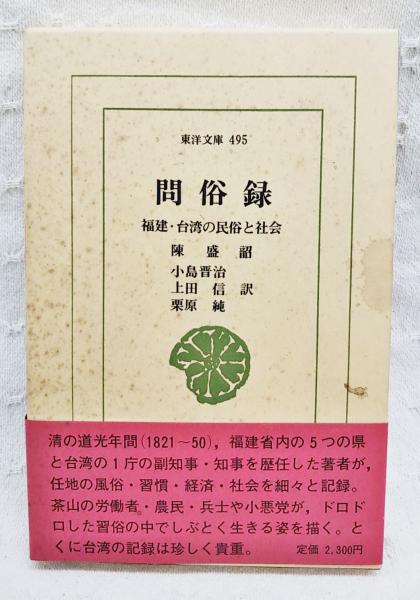 東洋文庫 495
問俗録
福建・台湾の民俗と社会
陳盛韶
小島晋治
上田信 訳
栗原純
清の道光年間(1821~50),福建省内の5つの県
と台湾の1庁の副知事・知事を歴任した著者が,
任地の風俗・習慣・経済・社会を細々と記録。
茶山の労働者・農民・兵士や小悪党が,ドロド
ロした習俗の中でしぶとく生きる姿を描く。と
くに台湾の記録は珍しく貴重。 定価 2,300円